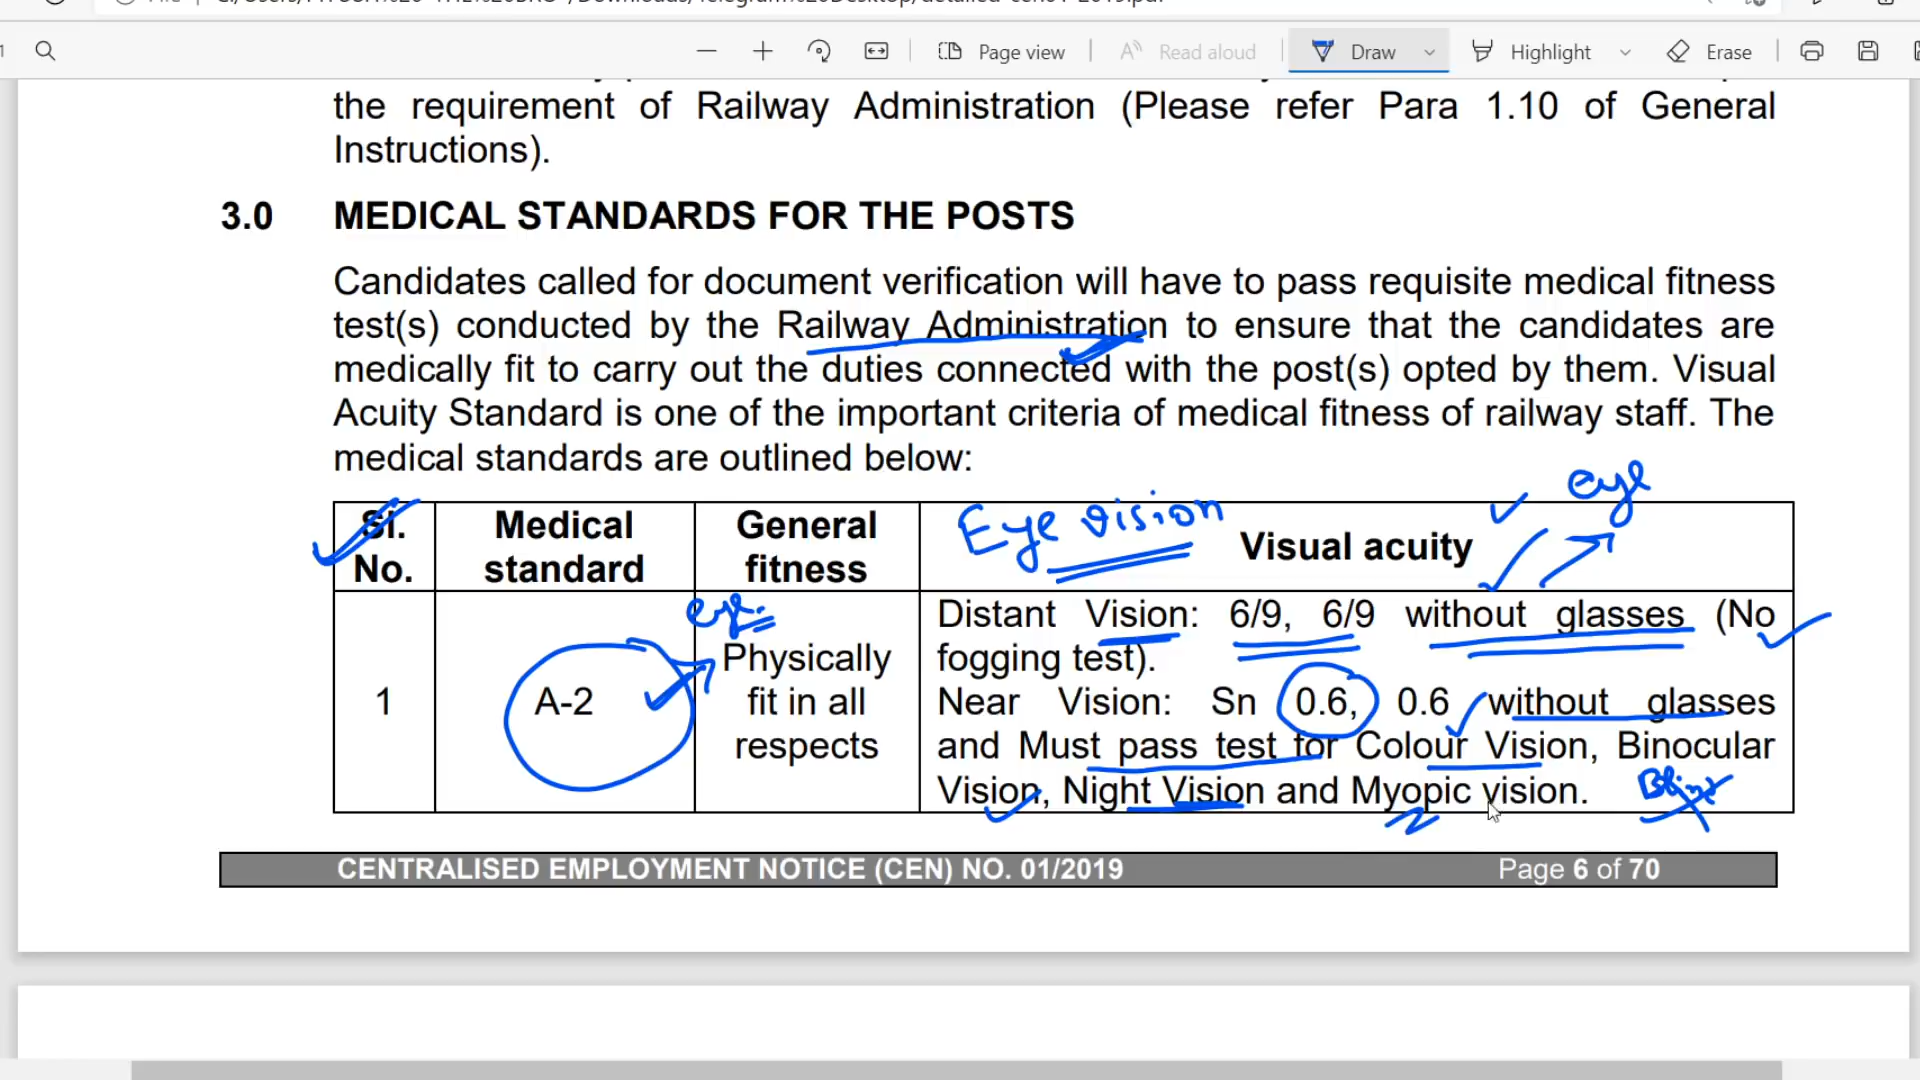 Page view
Read aloud
Draw
Highlight
Erase
the requirement of Railway Administration (Please refer Para 1.10 of General
Instructions).
3.0 MEDICAL STANDARDS FOR THE POSTS
Candidates called for document verification will have to pass requisite medical fitness
test(s) conducted by the Railway Administration to ensure that the candidates are
medically fit to carry out the duties connected with the post(s) opted by them. Visual
Acuity Standard is one of the important criteria of medical fitness of railway staff. The
medical standards are outlined below:
eye
Eye vision
Sl.
No.
Medical
standard
General
fitness
Visual acuity
1
A-2
eye
Physically
fit in all
respects
Distant Vision: 6/9, 6/9 without glasses (No
fogging test).
Near Vision: Sn 0.6, 0.6 without glasses
and Must pass test for Colour Vision, Binocular
Vision, Night Vision and Myopic vision.
CENTRALISED EMPLOYMENT NOTICE (CEN) NO. 01/2019 Page 6 of 70